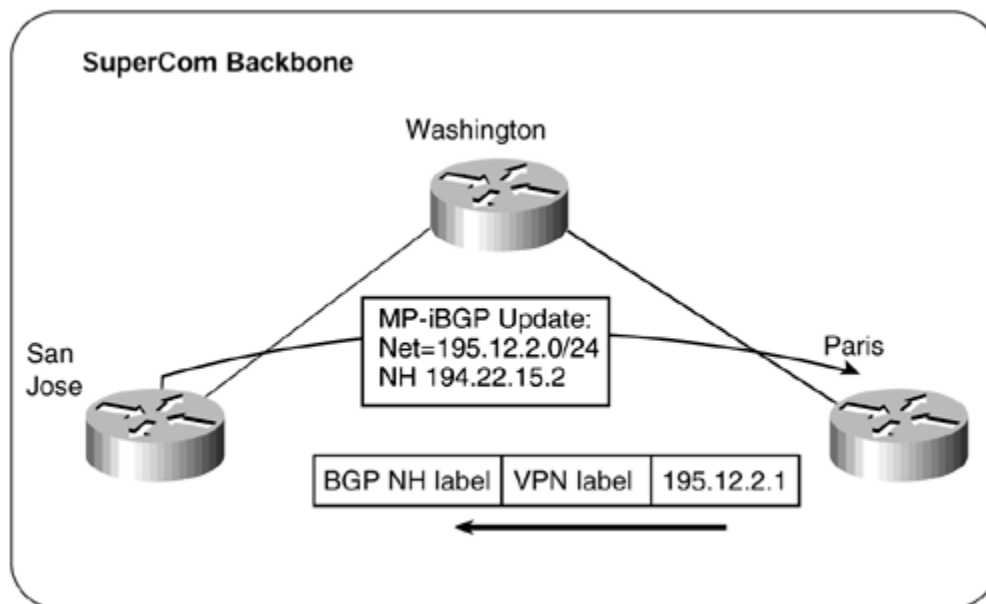 SuperCom Backbone
Washington
MP-iBGP Update:
Net=195.12.2.0/24
NH 194.22.15.2
San
Jose
Paris
BGP NH label VPN label 195.12.2.1